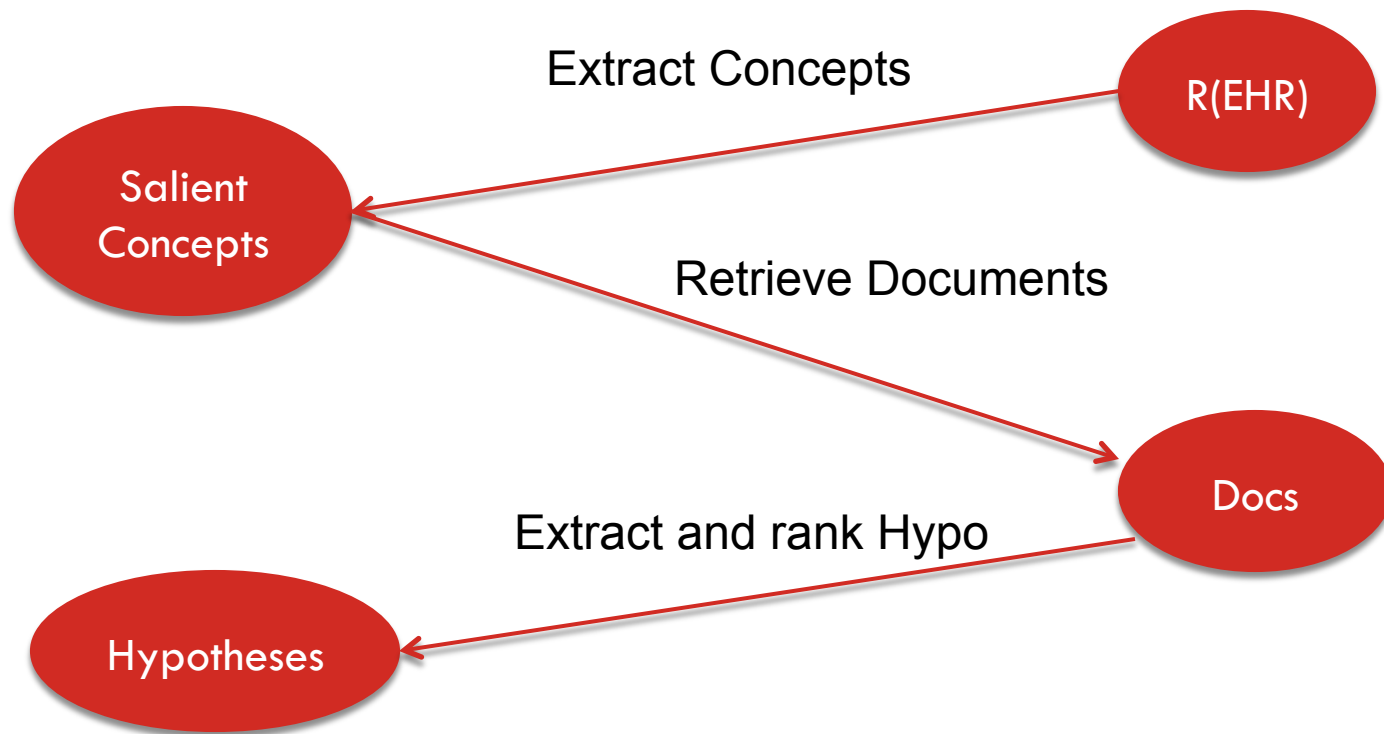 Extract Concepts
R(EHR)
Salient
Concepts
Retrieve Documents
Docs
Extract and rank Hypo
Hypotheses